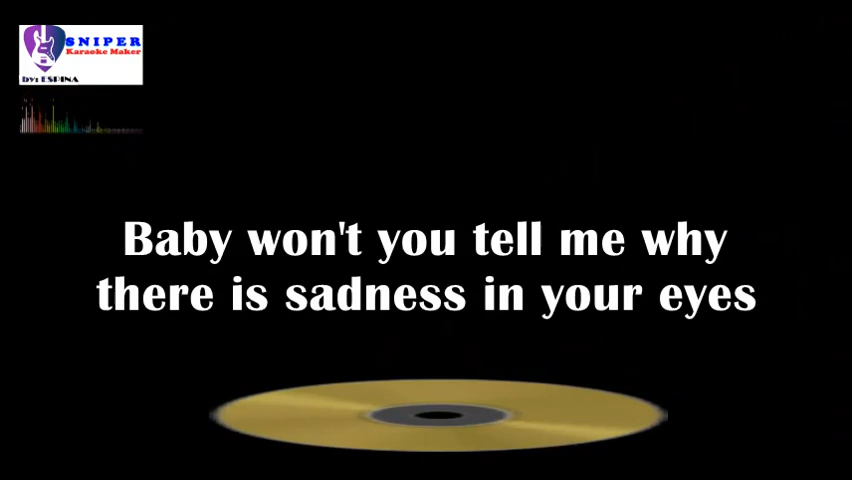 SNIPER
Karaoke Maker
by: ESPINA
Baby won't you tell me why
there is sadness in your eyes